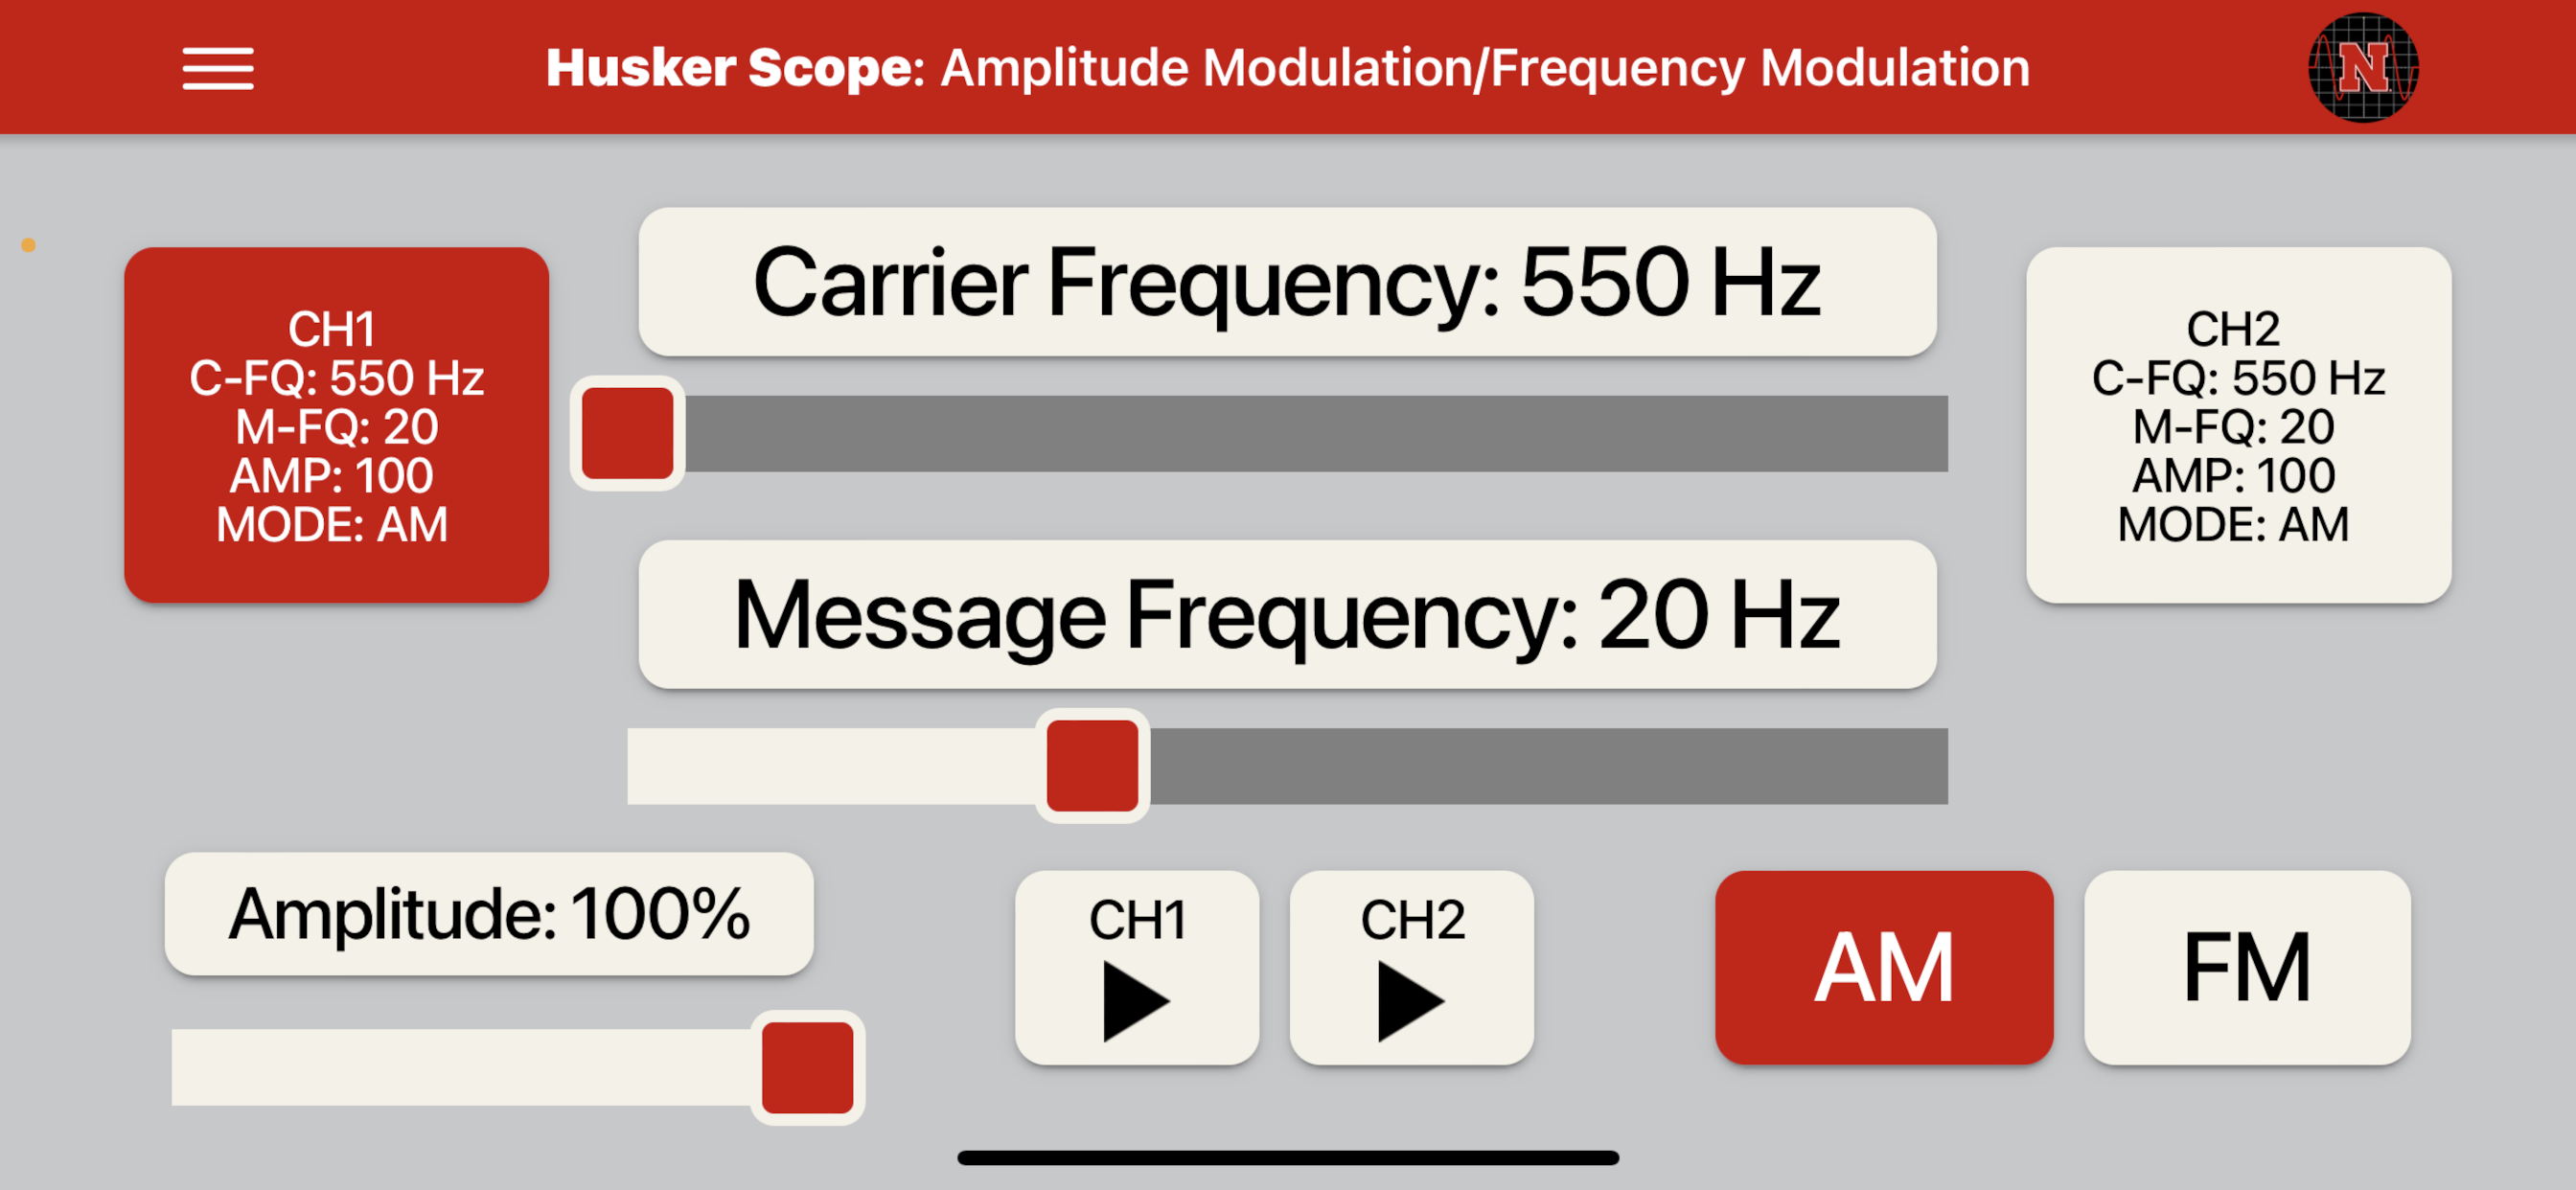 Husker Scope: Amplitude Modulation/Frequency Modulation
N
CH1
C-FQ: 550 Hz
M-FQ: 20
AMP: 100
MODE: AM
Carrier Frequency: 550 Hz
CH2
C-FQ: 550 Hz
M-FQ: 20
AMP: 100
MODE: AM
Message Frequency: 20 Hz
Amplitude: 100%
CH1
CH2
AM
FM